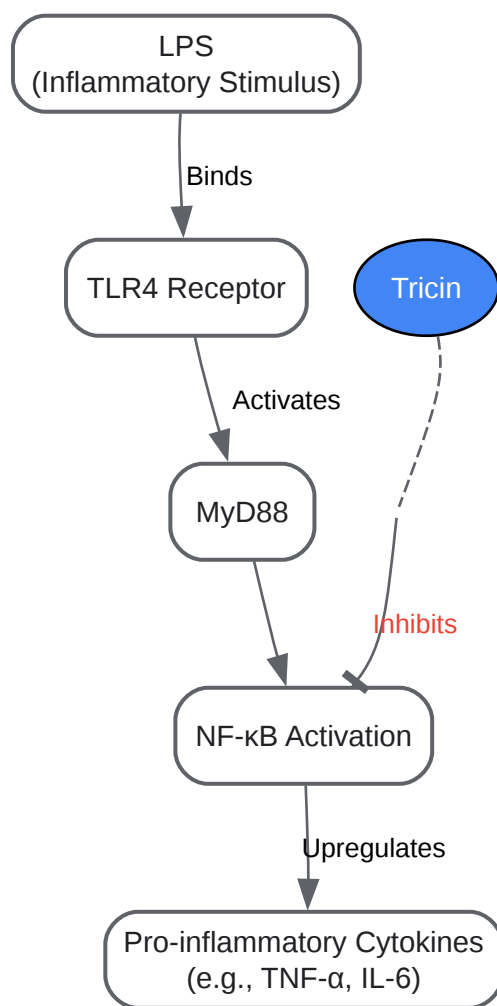 LPS
(Inflammatory Stimulus)
Binds
TLR4 Receptor
Tricin
Activates
MyD88
Inhibits
NF-κB Activation
Upregulates
Pro-inflammatory Cytokines
(e.g., TNF-α, IL-6)